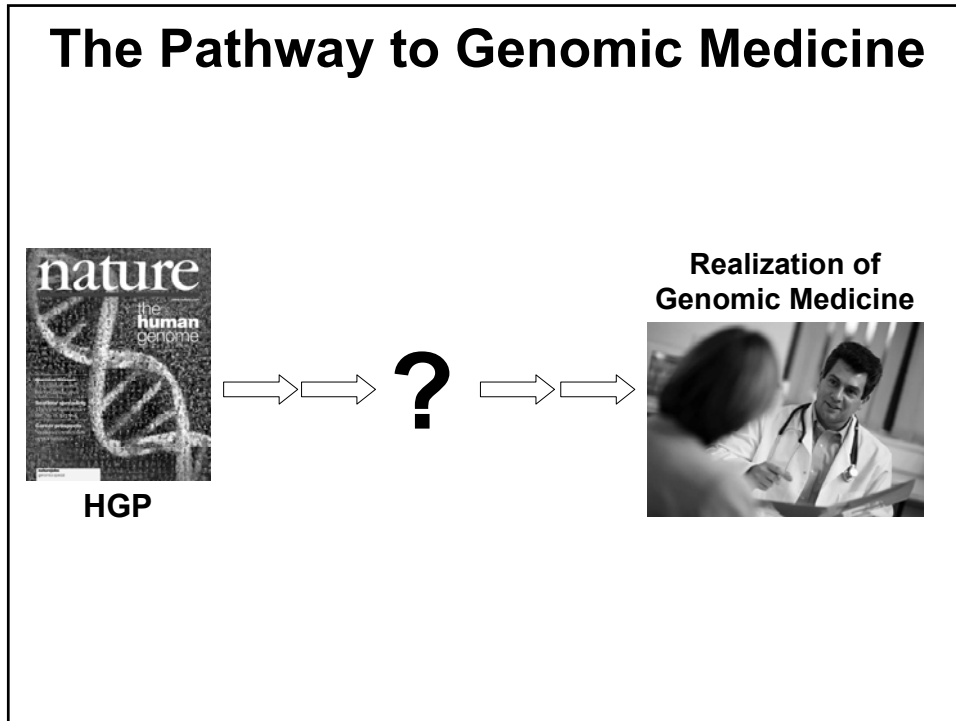 The Pathway to Genomic Medicine
nature
the
human
genome
HGP
?
Realization of
Genomic Medicine